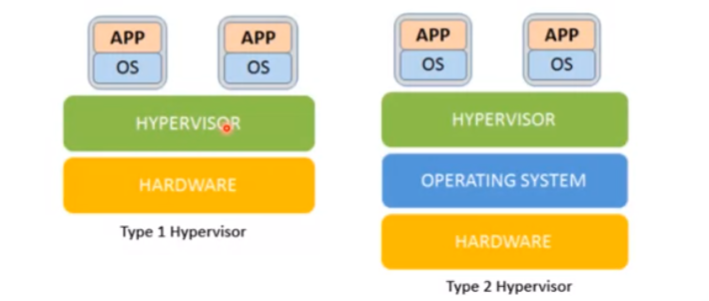 APP
OS
APP
OS
HYPERVISOR
HARDWARE
Type 1 Hypervisor
APP
OS
APP
OS
HYPERVISOR
OPERATING SYSTEM
HARDWARE
Type 2 Hypervisor